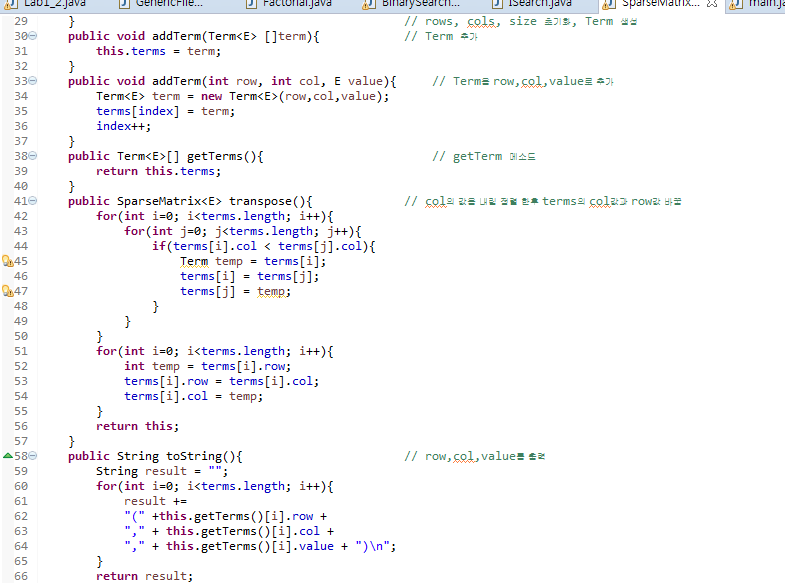 Lab1_2.java GenericFile... Factorial.java BinarySearch... ISearch.java SparseMatrix... main.ja
29 } // rows, cols, size 초기화, Term 생성
30 public void addTerm(Term<E> []term){ // Term 추가
31 this.terms = term;
32 }
33 public void addTerm(int row, int col, E value){ // Term을 row,col,value로 추가
34 Term<E> term = new Term<E>(row,col,value);
35 terms[index] = term;
36 index++;
37 }
38 public Term<E>[] getTerms(){ // getTerm 메소드
39 return this.terms;
40 }
41 public SparseMatrix<E> transpose(){ // col의 값을 내림 정렬 한후 terms의 col값과 row값 바꿈
42 for(int i=0; i<terms.length; i++){
43 for(int j=0; j<terms.length; j++){
44 if(terms[i].col < terms[j].col){
45 Term temp = terms[i];
46 terms[i] = terms[j];
47 terms[j] = temp;
48 }
49 }
50 }
51 for(int i=0; i<terms.length; i++){
52 int temp = terms[i].row;
53 terms[i].row = terms[i].col;
54 terms[i].col = temp;
55 }
56 return this;
57 }
58 public String toString(){ // row,col,value를 출력
59 String result = "";
60 for(int i=0; i<terms.length; i++){
61 result +=
62 "(" +this.getTerms()[i].row +
63 "," + this.getTerms()[i].col +
64 "," + this.getTerms()[i].value + ")\n";
65 }
66 return result;